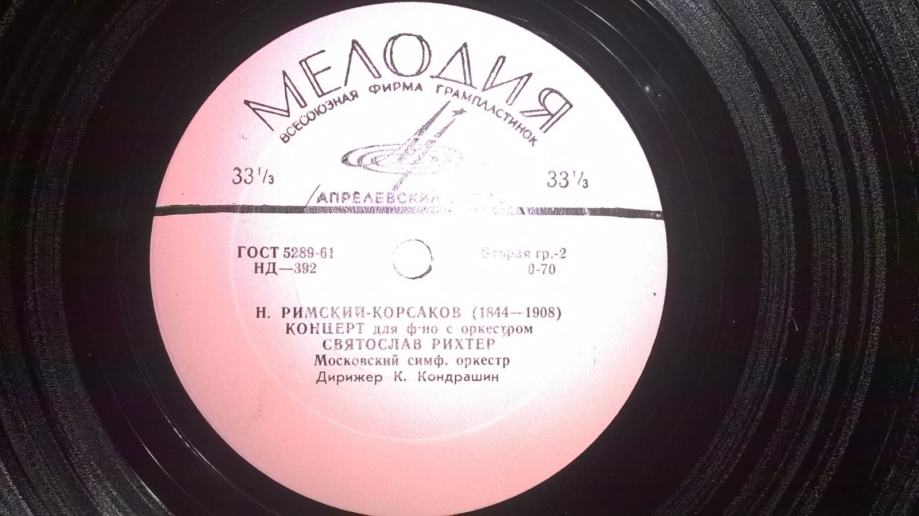 МЕЛОДИЯ
ВСЕСОЮЗНАЯ ФИРМА ГРАМПЛАСТИНОК
33⅓ 33⅓
АПРЕЛЕВСКИЙ
ГОСТ 5289-61 Вторая гр.-2
НД—392 0-70
Н. РИМСКИЙ-КОРСАКОВ (1844—1908)
КОНЦЕРТ для ф-но с оркестром
СВЯТОСЛАВ РИХТЕР
Московский симф. оркестр
Дирижер К. Кондрашин